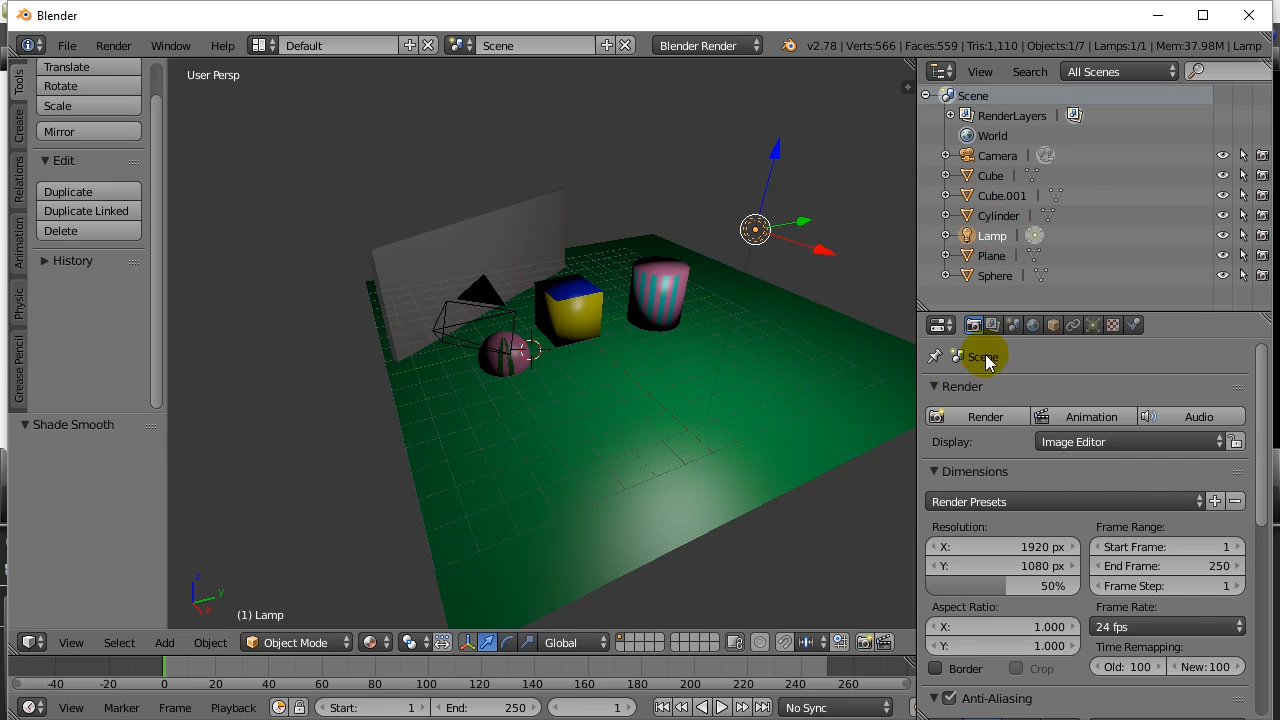 Blender
File Render Window Help Default Scene Blender Render v2.78 | Verts:566 | Faces:559 | Tris:1,110 | Objects:1/7 | Lamps:1/1 | Mem:37.98M | Lamp
Tools
Create
Relations
Animation
Physic
Grease Pencil
Translate
Rotate
Scale
Mirror
Edit
Duplicate
Duplicate Linked
Delete
History
Shade Smooth
User Persp
(1) Lamp
z
y
x
View Select Add Object Object Mode Global
-40 -20 0 20 40 60 80 100 120 140 160 180 200 220 240 260
View Marker Frame Playback Start: 1 End: 250 1 No Sync
View Search All Scenes
Scene
RenderLayers |
World
Camera |
Cube |
Cube.001 |
Cylinder |
Lamp |
Plane |
Sphere |
Scene
Render
Render Animation Audio
Display: Image Editor
Dimensions
Render Presets
Resolution: Frame Range:
X: 1920 px Start Frame: 1
Y: 1080 px End Frame: 250
50% Frame Step: 1
Aspect Ratio: Frame Rate:
X: 1.000 24 fps
Y: 1.000 Time Remapping:
Border Crop Old: 100 New: 100
Anti-Aliasing